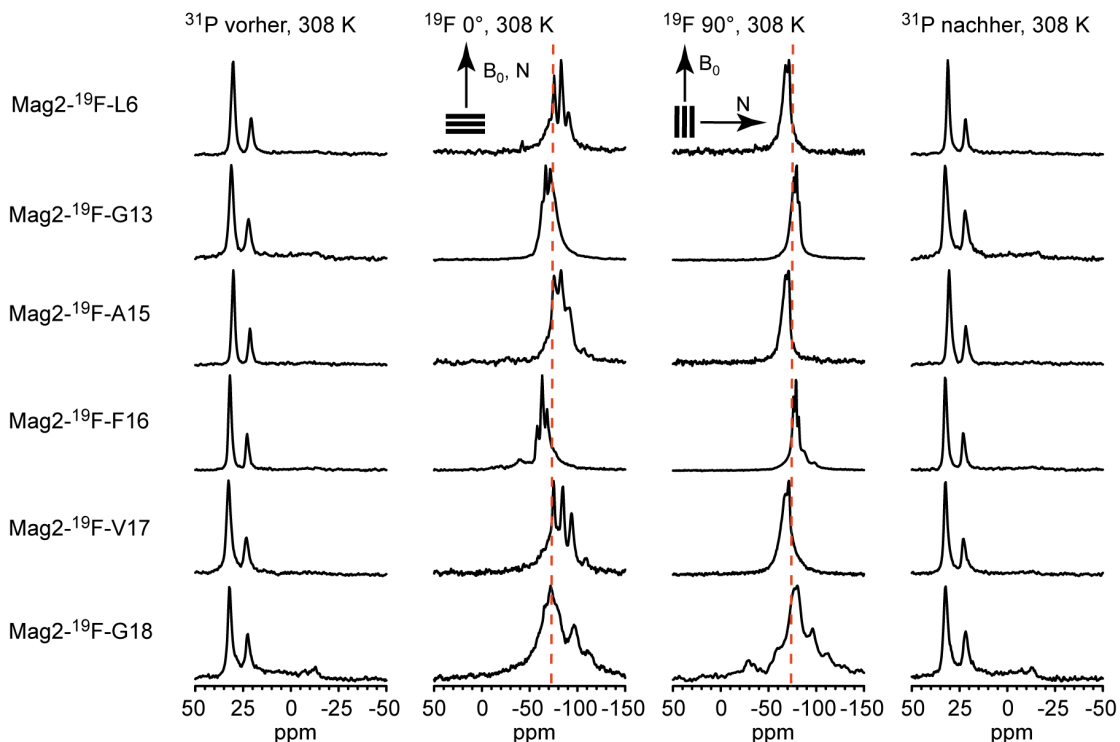 ³¹P vorher, 308 K
¹⁹F 0°, 308 K
¹⁹F 90°, 308 K
³¹P nachher, 308 K
B₀, N
B₀
N
Mag2-¹⁹F-L6
Mag2-¹⁹F-G13
Mag2-¹⁹F-A15
Mag2-¹⁹F-F16
Mag2-¹⁹F-V17
Mag2-¹⁹F-G18
50 25 0 -25 -50
50 0 -50 -100 -150
50 0 -50 -100 -150
50 25 0 -25 -50
ppm ppm ppm ppm